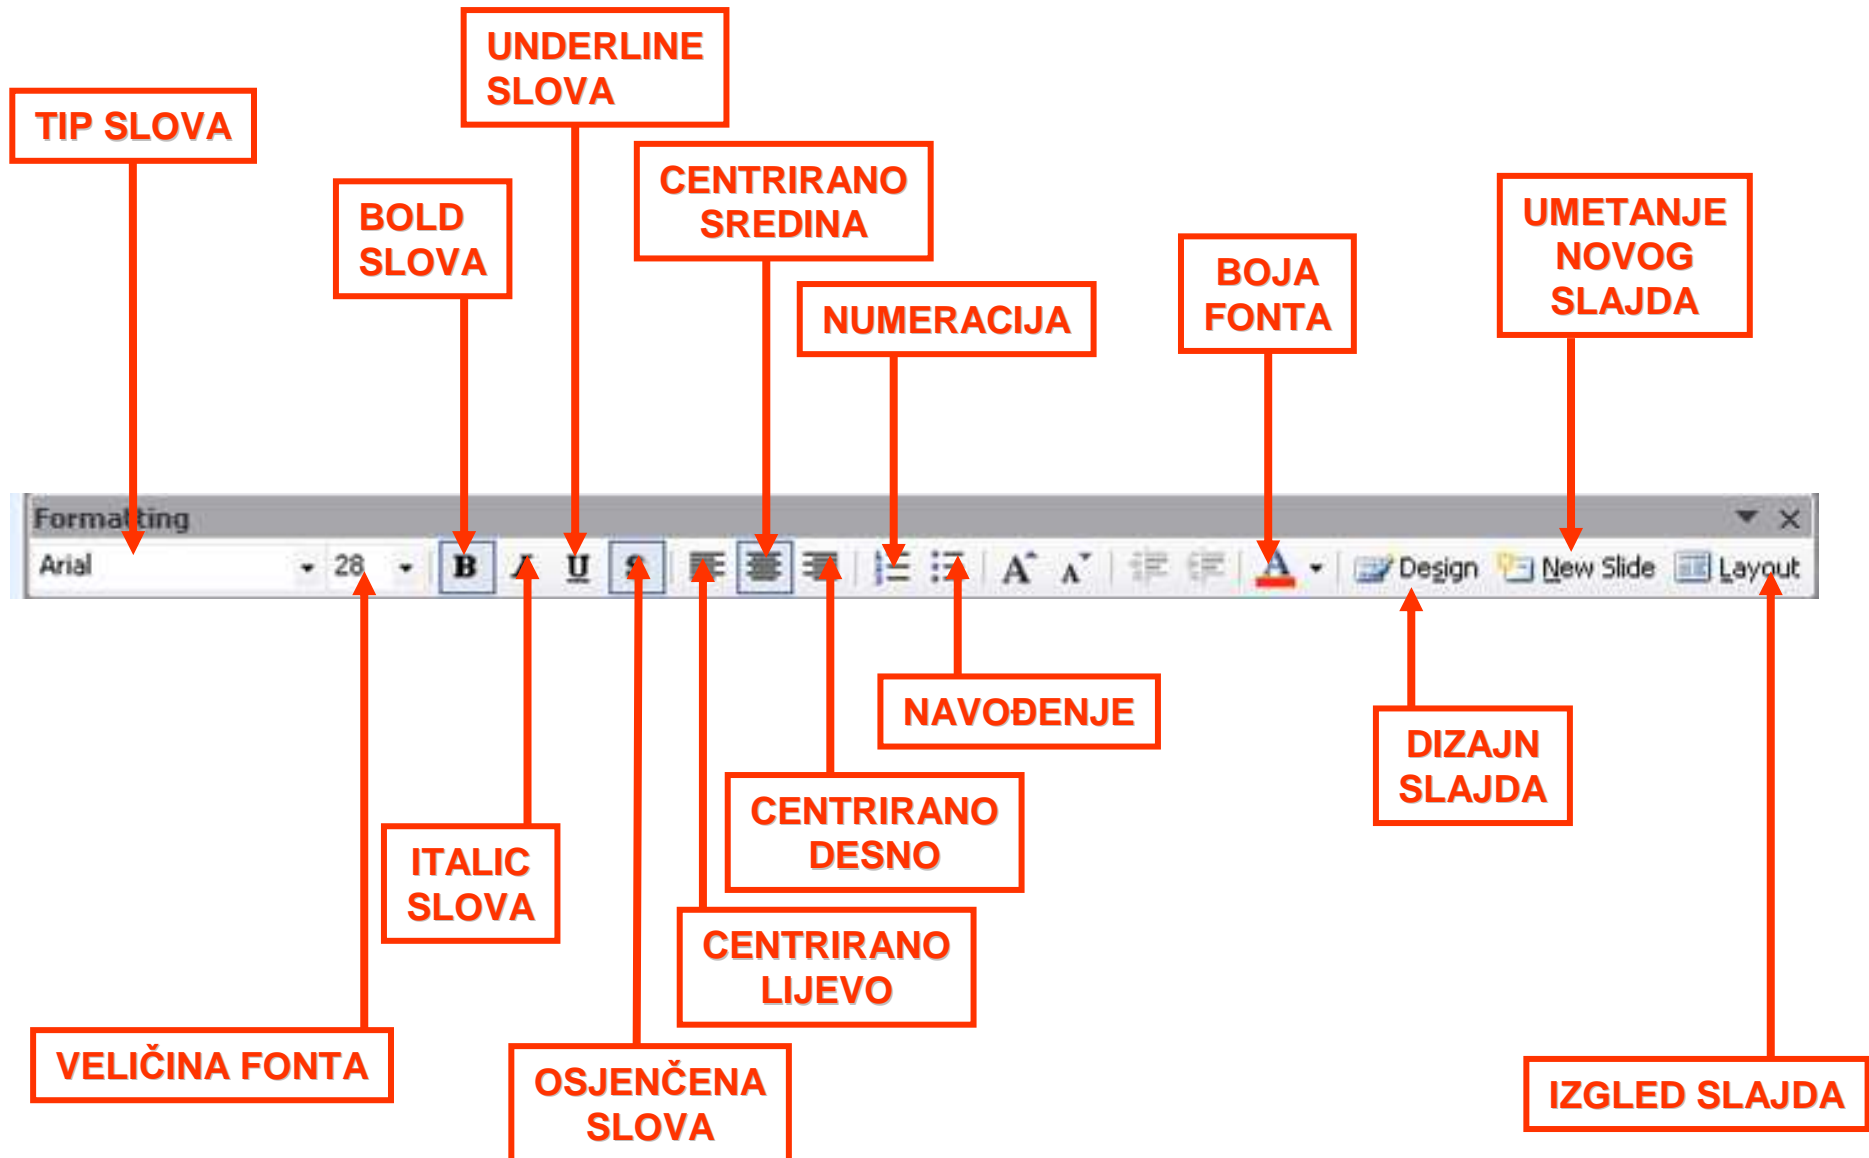 UNDERLINE
SLOVA
TIP SLOVA
BOLD
SLOVA
CENTRIRANO
SREDINA
NUMERACIJA
BOJA
FONTA
UMETANJE
NOVOG
SLAJDA
Formatting
Arial 28 B I U S A A A Design New Slide Layout
NAVOĐENJE
DIZAJN
SLAJDA
CENTRIRANO
DESNO
ITALIC
SLOVA
CENTRIRANO
LIJEVO
VELIČINA FONTA
OSJENČENA
SLOVA
IZGLED SLAJDA